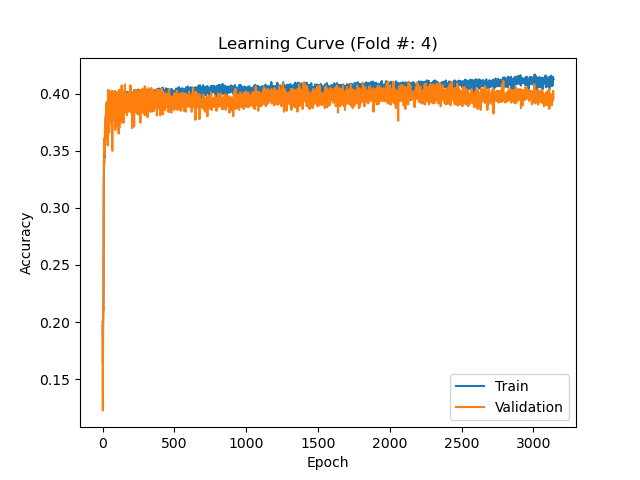 Learning Curve (Fold #: 4)
Accuracy
0.40
0.35
0.30
0.25
0.20
0.15
0 500 1000 1500 2000 2500 3000
Epoch
Train
Validation